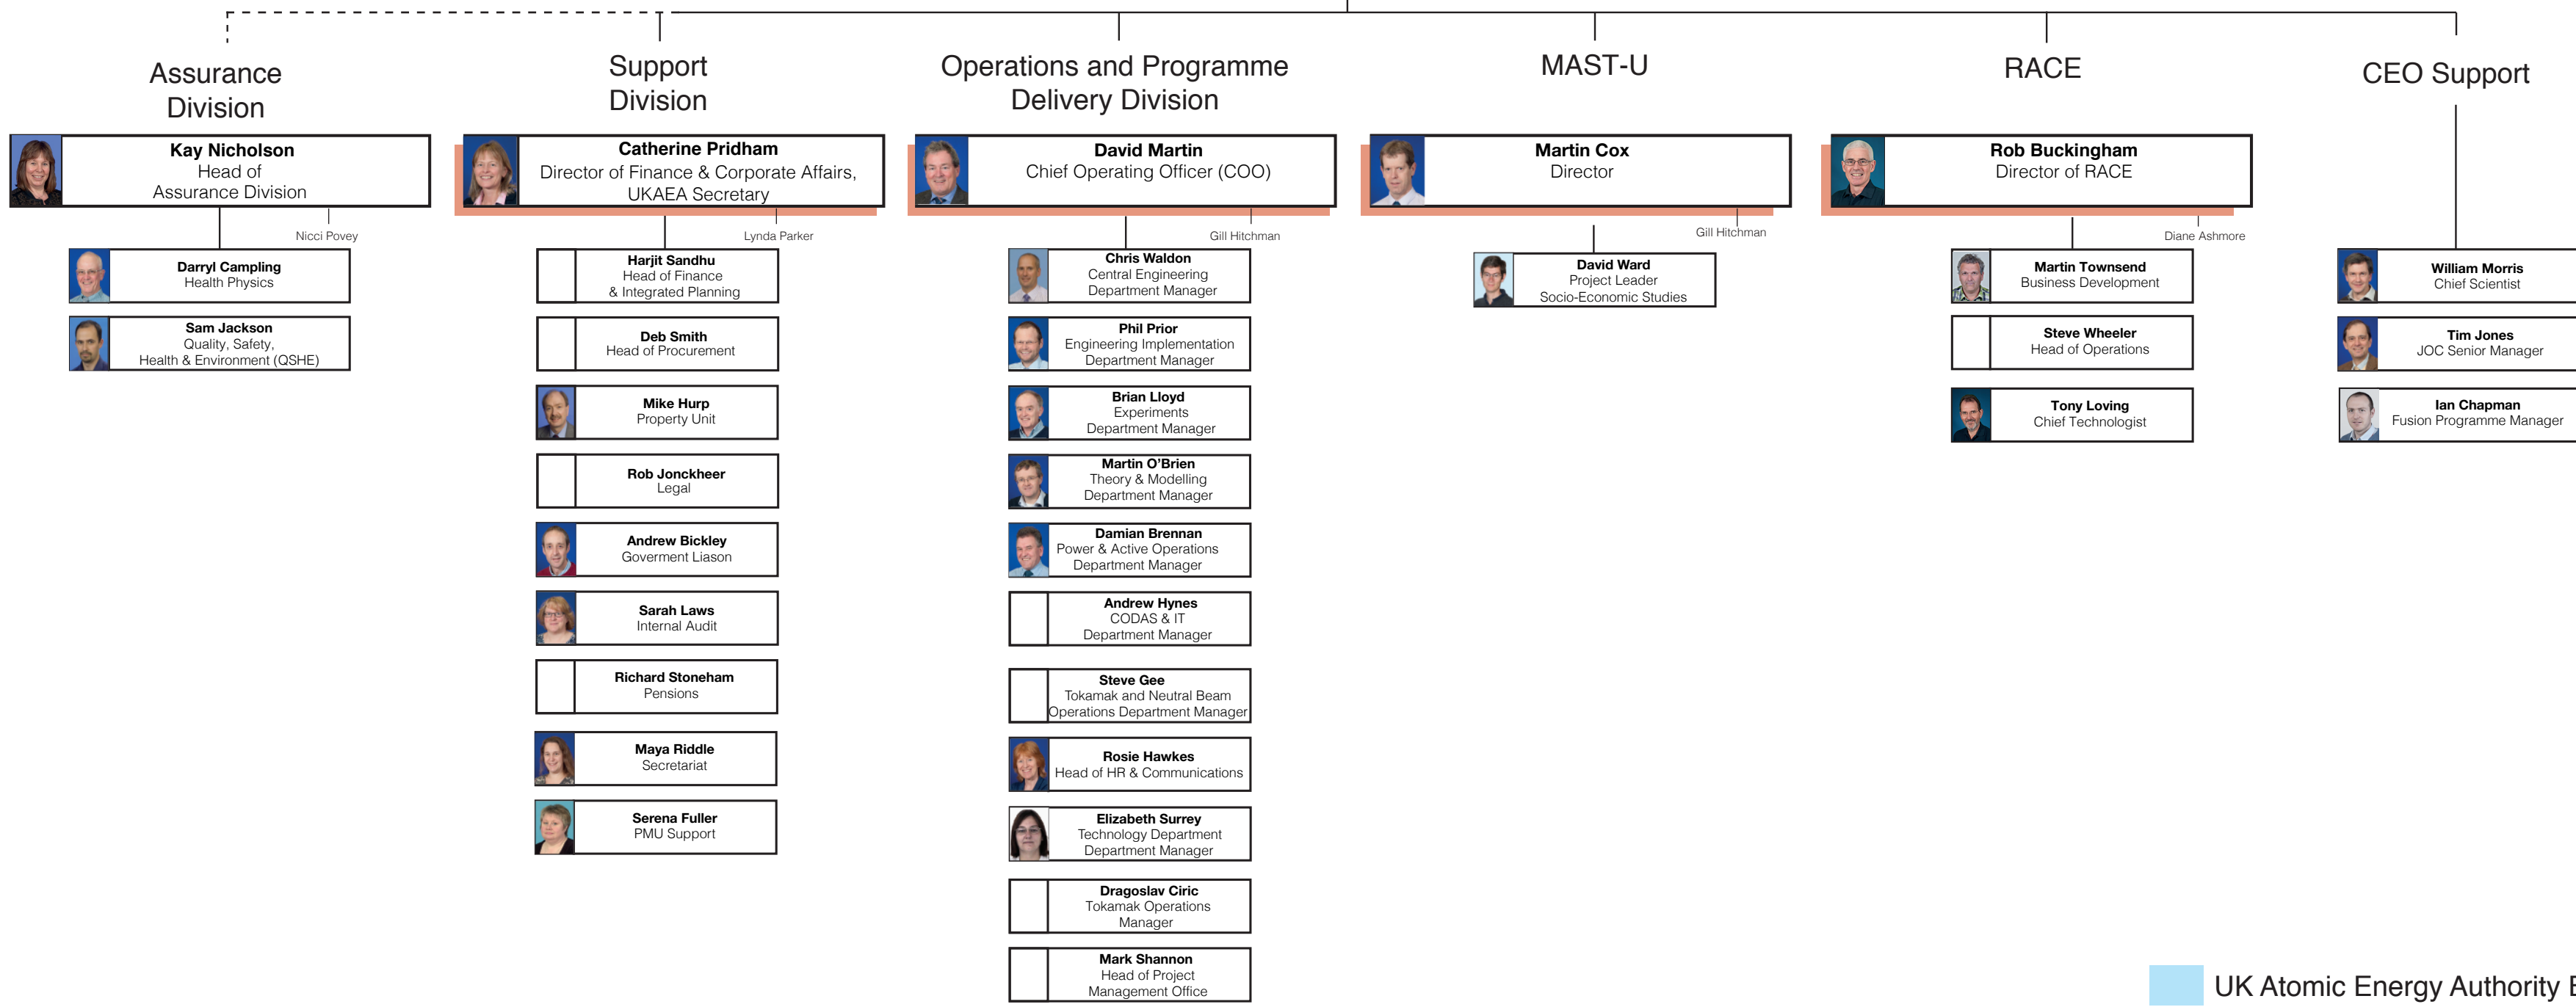 Assurance
Division
Kay Nicholson
Head of
Assurance Division
Nicci Povey
Darryl Campling
Health Physics
Sam Jackson
Quality, Safety,
Health & Environment (QSHE)
Support
Division
Catherine Pridham
Director of Finance & Corporate Affairs,
UKAEA Secretary
Lynda Parker
Harjit Sandhu
Head of Finance
& Integrated Planning
Deb Smith
Head of Procurement
Mike Hurp
Property Unit
Rob Jonckheer
Legal
Andrew Bickley
Goverment Liason
Sarah Laws
Internal Audit
Richard Stoneham
Pensions
Maya Riddle
Secretariat
Serena Fuller
PMU Support
Operations and Programme
Delivery Division
David Martin
Chief Operating Officer (COO)
Gill Hitchman
Chris Waldon
Central Engineering
Department Manager
Phil Prior
Engineering Implementation
Department Manager
Brian Lloyd
Experiments
Department Manager
Martin O’Brien
Theory & Modelling
Department Manager
Damian Brennan
Power & Active Operations
Department Manager
Andrew Hynes
CODAS & IT
Department Manager
Steve Gee
Tokamak and Neutral Beam
Operations Department Manager
Rosie Hawkes
Head of HR & Communications
Elizabeth Surrey
Technology Department
Department Manager
Dragoslav Ciric
Tokamak Operations
Manager
Mark Shannon
Head of Project
Management Office
MAST-U
Martin Cox
Director
Gill Hitchman
David Ward
Project Leader
Socio-Economic Studies
RACE
Rob Buckingham
Director of RACE
Diane Ashmore
Martin Townsend
Business Development
Steve Wheeler
Head of Operations
Tony Loving
Chief Technologist
CEO Support
William Morris
Chief Scientist
Tim Jones
JOC Senior Manager
Ian Chapman
Fusion Programme Manager
UK Atomic Energy Authority